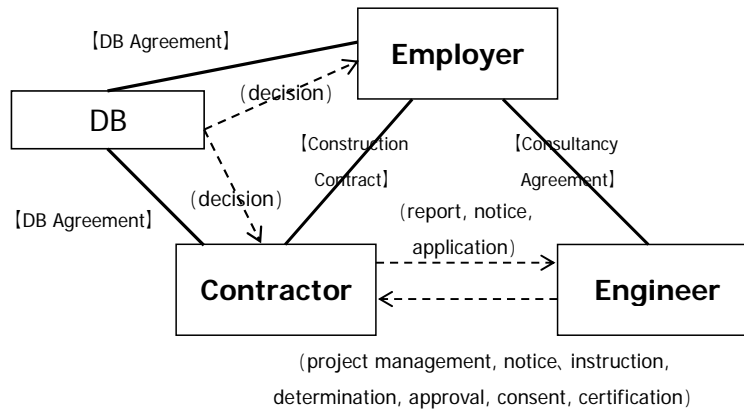 【DB Agreement】
Employer
(decision)
DB
【Construction
Contract】
【Consultancy
Agreement】
(decision)
【DB Agreement】
(report, notice,
application)
Contractor
Engineer
(project management, notice、instruction,
determination, approval, consent, certification)